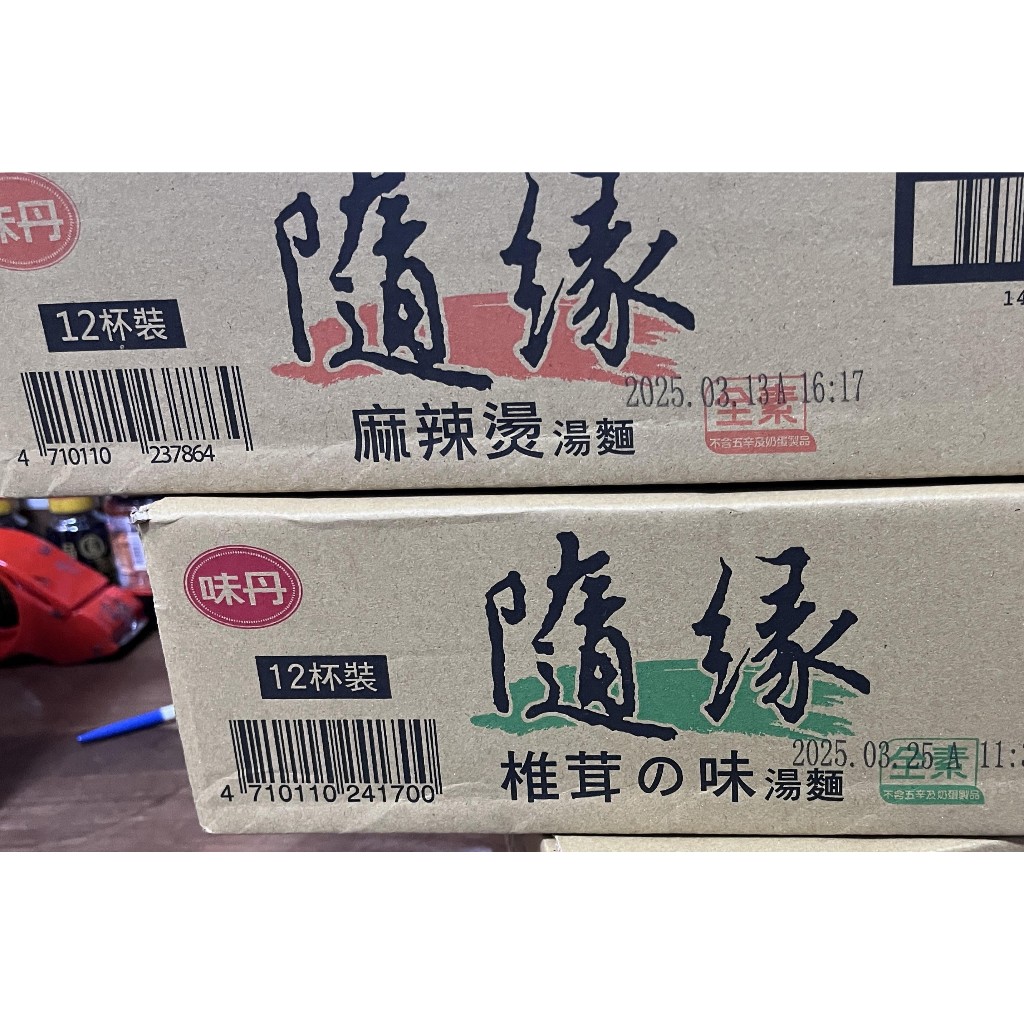 味丹
隨緣
12杯裝
2025.03.13A 16:17
全素
不含五辛及奶蛋製品
麻辣燙湯麵
4 710110 237864
14
味丹
隨緣
12杯裝
2025.03.25 A 11:
全素
不含五辛及奶蛋製品
椎茸の味湯麵
4 710110 241700